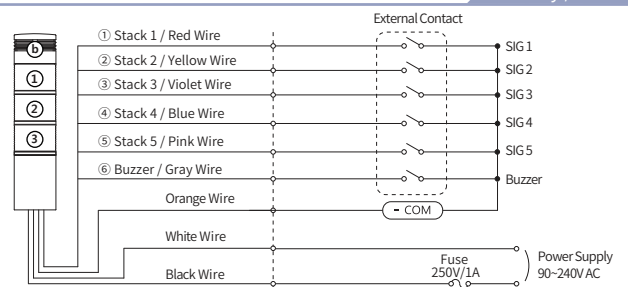 External Contact
① Stack 1 / Red Wire
SIG 1
② Stack 2 / Yellow Wire
SIG 2
③ Stack 3 / Violet Wire
SIG 3
④ Stack 4 / Blue Wire
SIG 4
⑤ Stack 5 / Pink Wire
SIG 5
⑥ Buzzer / Gray Wire
Buzzer
Orange Wire
- COM
White Wire
Black Wire
Fuse
250V/1A
Power Supply
90~240V AC
b
1
2
3